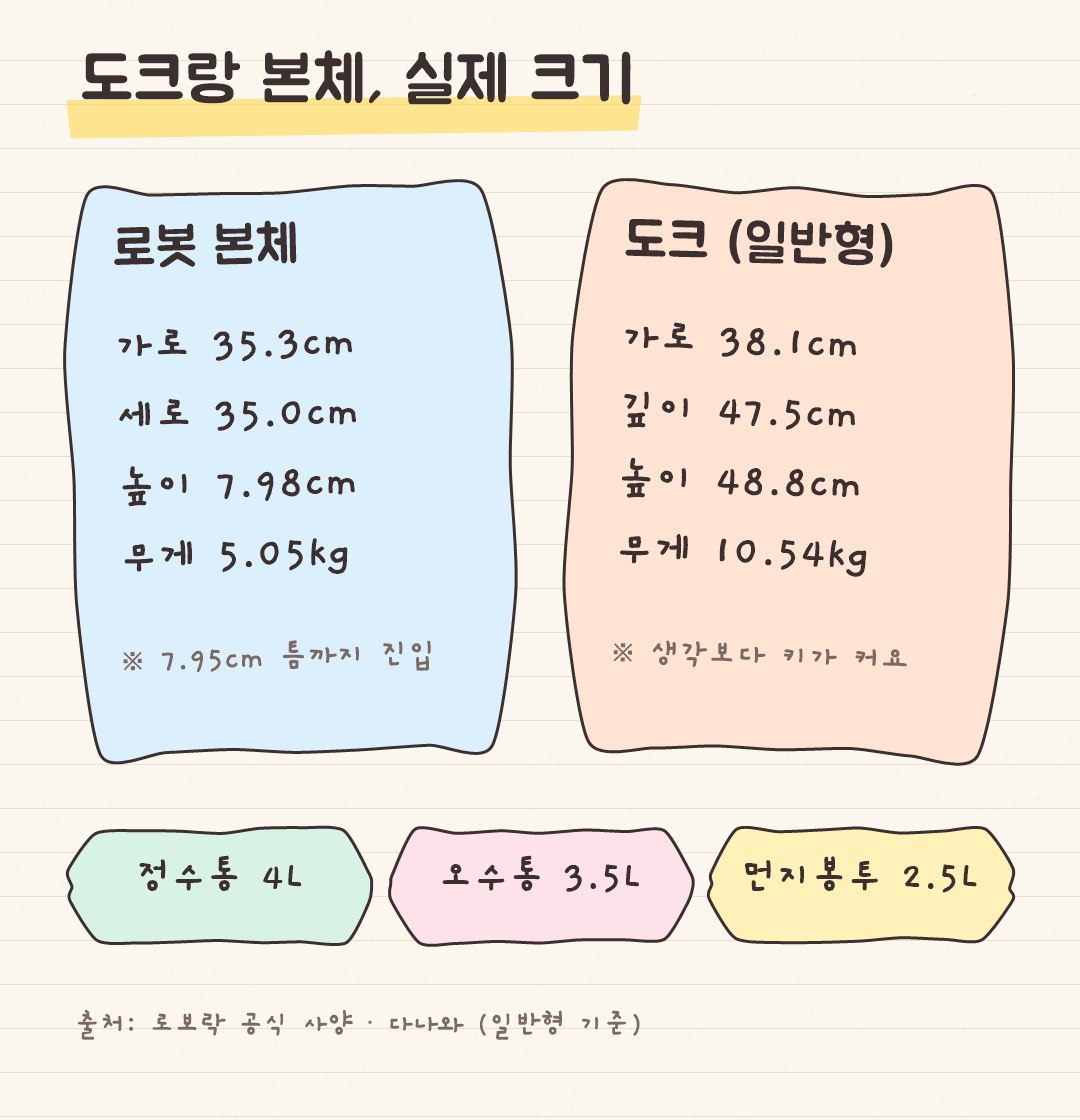 도크랑 본체, 실제 크기
로봇 본체
가로 35.3cm
세로 35.0cm
높이 7.98cm
무게 5.05kg
※ 7.95cm 틈까지 진입
도크 (일반형)
가로 38.1cm
깊이 47.5cm
높이 48.8cm
무게 10.54kg
※ 생각보다 키가 커요
정수통 4L
오수통 3.5L
먼지봉투 2.5L
출처: 로보락 공식 사양 · 다나와 (일반형 기준)